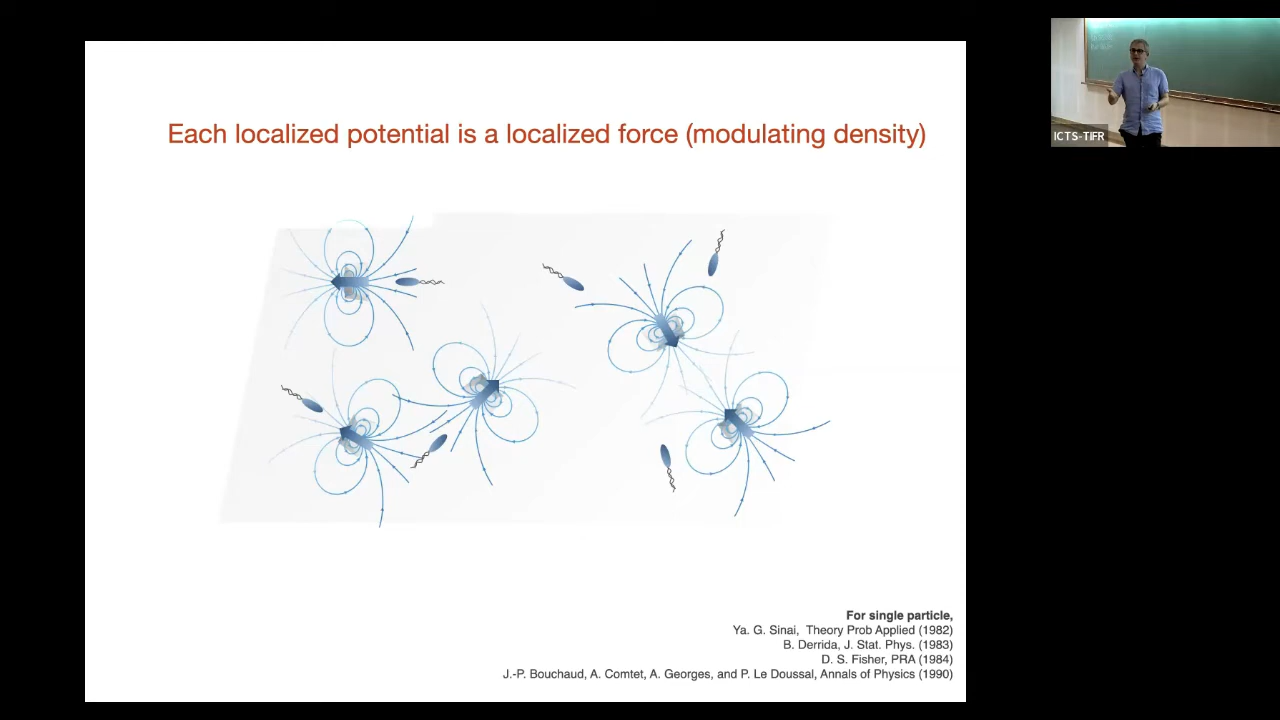 Each localized potential is a localized force (modulating density)
ICTS-TIFR
For single particle,
Ya. G. Sinai, Theory Prob Applied (1982)
B. Derrida, J. Stat. Phys. (1983)
D. S. Fisher, PRA (1984)
J.-P. Bouchaud, A. Comtet, A. Georges, and P. Le Doussal, Annals of Physics (1990)